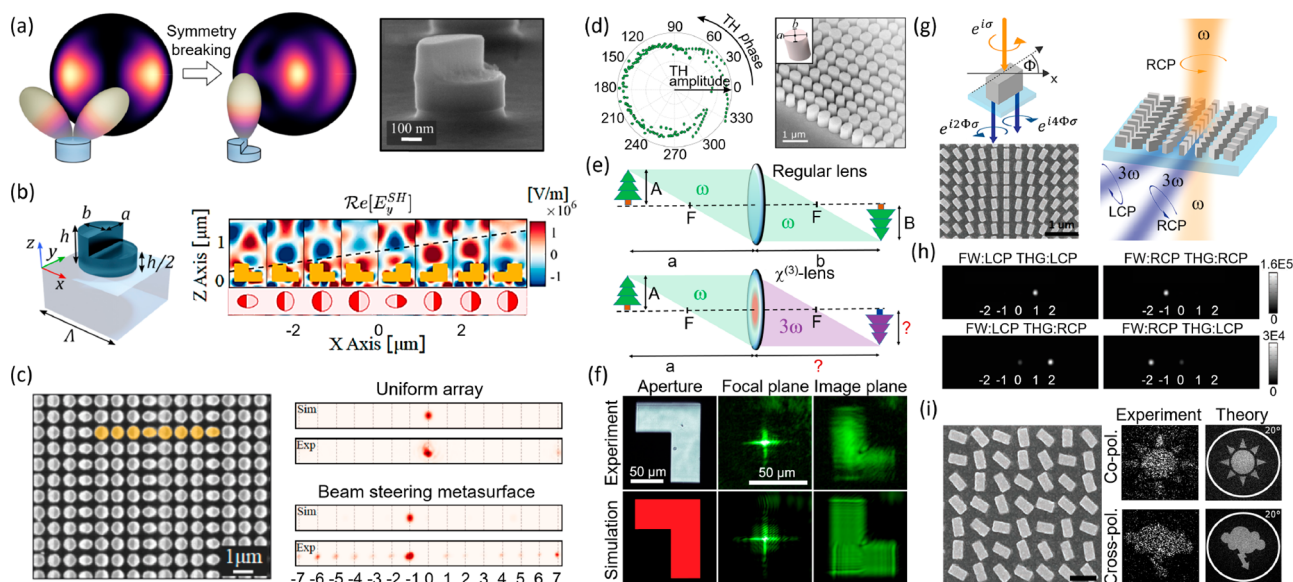 (a)
Symmetry
breaking
100 nm
(b)
b
a
h
h/2
z
y
x
Λ
Re[E_y^SH]
[V/m]
×10^6
1
0
-1
Z Axis [μm]
1
0
-2
0
2
X Axis [μm]
(c)
1μm
Uniform array
Sim
Exp
Beam steering metasurface
Sim
Exp
-7 -6 -5 -4 -3 -2 -1 0 1 2 3 4 5 6 7
(d)
90
120
60
150
30
180
0
210
330
240
300
270
TH phase
TH
amplitude
b
a
1 μm
(e)
Regular lens
A
ω
F
ω
F
B
a
b
χ(3)-lens
A
ω
F
3ω
F
?
a
?
(f)
Aperture
Focal plane
Image plane
Experiment
50 μm
50 μm
Simulation
(g)
e^iσ
Φ
x
e^i2Φσ
e^i4Φσ
1 um
ω
RCP
3ω
3ω
LCP
RCP
ω
(h)
FW:LCP THG:LCP
FW:RCP THG:RCP
1.6E5
0
-2 -1 0 1 2
-2 -1 0 1 2
FW:LCP THG:RCP
FW:RCP THG:LCP
3E4
0
-2 -1 0 1 2
-2 -1 0 1 2
(i)
Experiment
Theory
Co-pol.
20°
Cross-pol.
20°